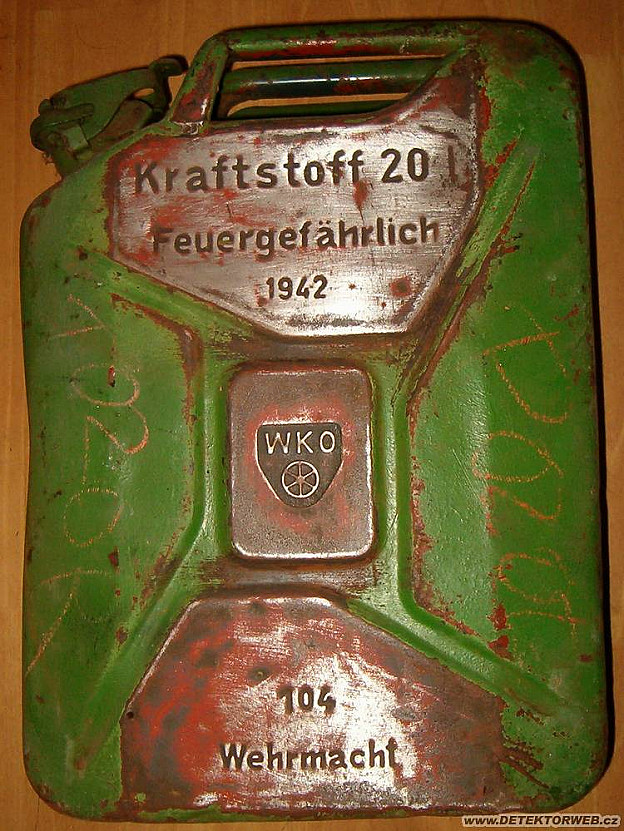 Kraftstoff 20 l
Feuergefährlich
1942
WKO
104
Wehrmacht
www.DETEKTORWEB.cz